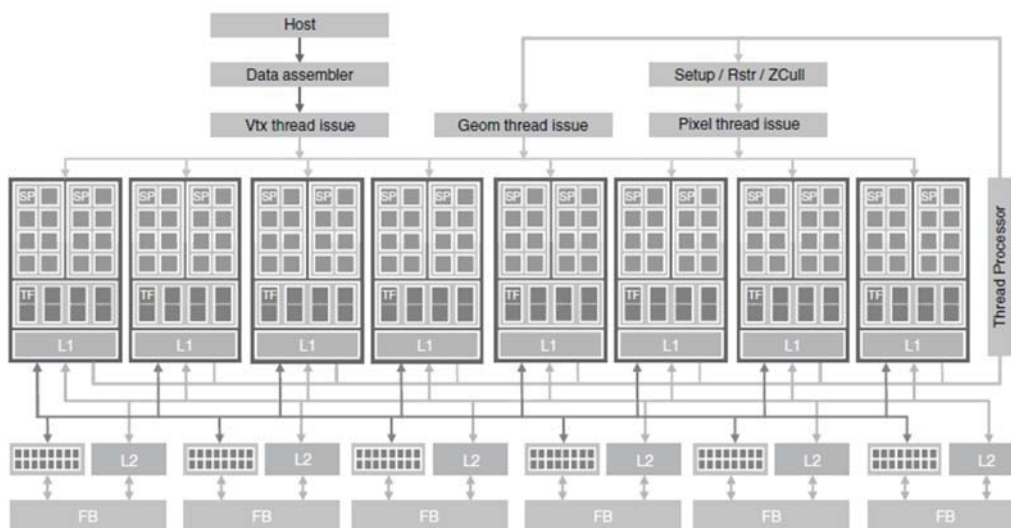 Host
Data assembler
Setup / Rstr / ZCull
Vtx thread issue
Geom thread issue
Pixel thread issue
SP SP SP SP SP SP SP SP SP SP SP SP SP SP SP SP
Thread Processor
TF TF TF TF TF TF TF TF
L1 L1 L1 L1 L1 L1 L1 L1
L2 L2 L2 L2 L2 L2
FB FB FB FB FB FB